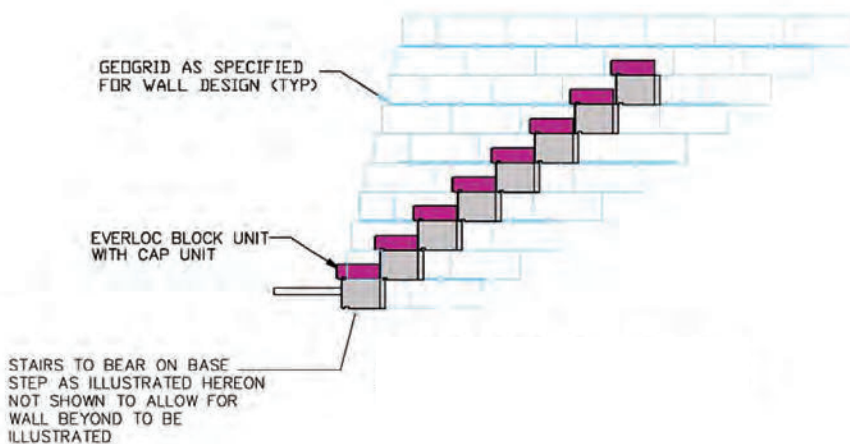 GEOGRID AS SPECIFIED
FOR WALL DESIGN (TYP)
EVERLOC BLOCK UNIT
WITH CAP UNIT
STAIRS TO BEAR ON BASE
STEP AS ILLUSTRATED HEREON
NOT SHOWN TO ALLOW FOR
WALL BEYOND TO BE
ILLUSTRATED